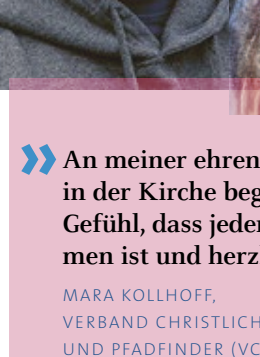 » An meiner ehren
in der Kirche beg
Gefühl, dass jeder
men ist und herz
MARA KOLLHOFF,
VERBAND CHRISTLICH
UND PFADFINDER (VC